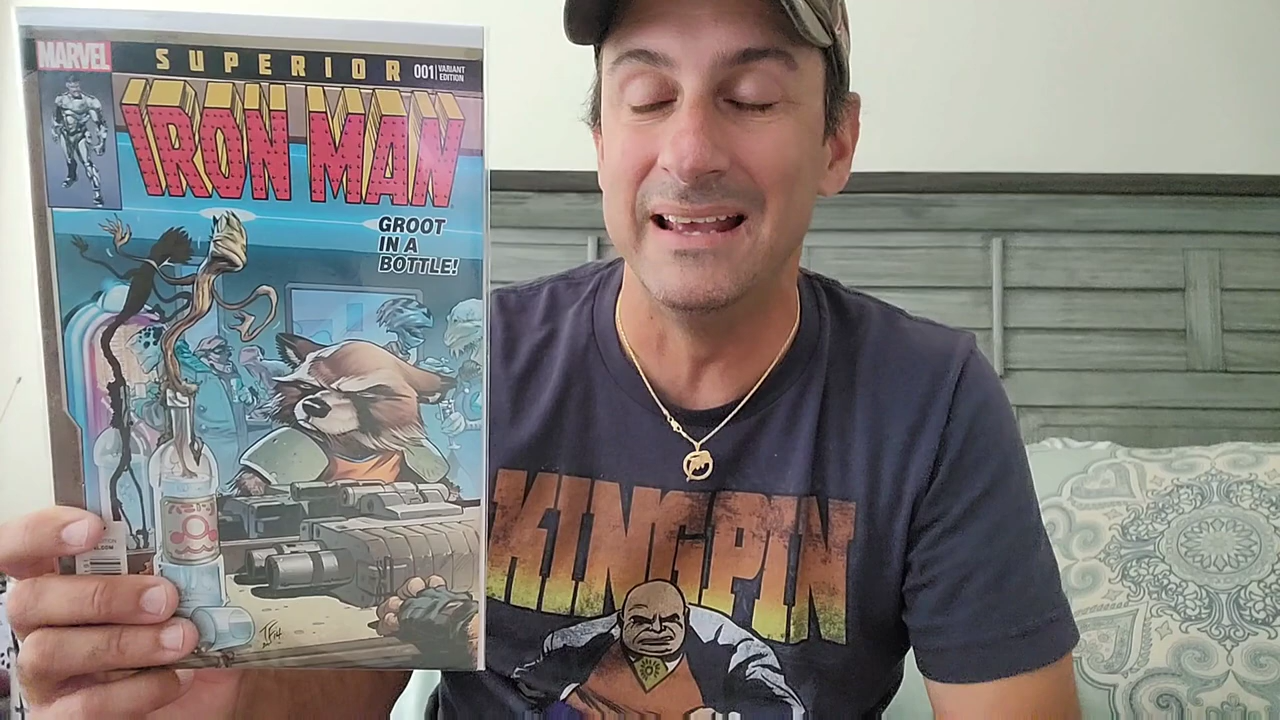 MARVEL
SUPERIOR
001 VARIANT
EDITION
IRON MAN
GROOT
IN A
BOTTLE!
KINGPIN